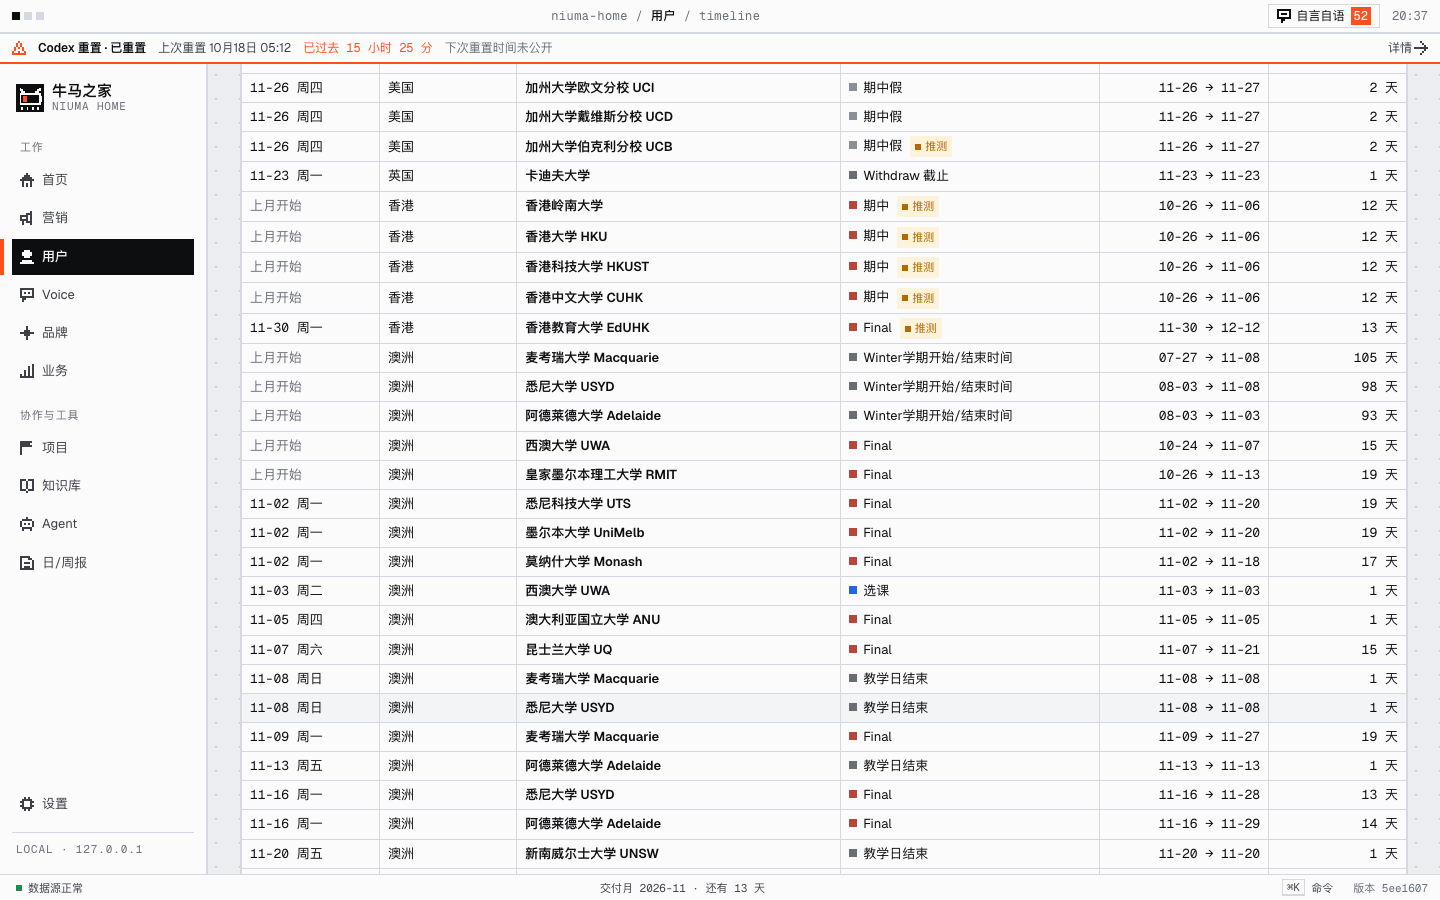 niuma-home / 用户 / timeline
自言自语 52
20:37
Codex 重置 · 已重置 上次重置 10月18日 05:12 已过去 15 小时 25 分 下次重置时间未公开 详情
牛马之家
NIUMA HOME
工作
首页
营销
用户
Voice
品牌
业务
协作与工具
项目
知识库
Agent
日/周报
设置
LOCAL · 127.0.0.1
11-26 周四 美国 加州大学欧文分校 UCI 期中假 11-26 → 11-27 2 天
11-26 周四 美国 加州大学戴维斯分校 UCD 期中假 11-26 → 11-27 2 天
11-26 周四 美国 加州大学伯克利分校 UCB 期中假 推测 11-26 → 11-27 2 天
11-23 周一 英国 卡迪夫大学 Withdraw 截止 11-23 → 11-23 1 天
上月开始 香港 香港岭南大学 期中 推测 10-26 → 11-06 12 天
上月开始 香港 香港大学 HKU 期中 推测 10-26 → 11-06 12 天
上月开始 香港 香港科技大学 HKUST 期中 推测 10-26 → 11-06 12 天
上月开始 香港 香港中文大学 CUHK 期中 推测 10-26 → 11-06 12 天
11-30 周一 香港 香港教育大学 EdUHK Final 推测 11-30 → 12-12 13 天
上月开始 澳洲 麦考瑞大学 Macquarie Winter学期开始/结束时间 07-27 → 11-08 105 天
上月开始 澳洲 悉尼大学 USYD Winter学期开始/结束时间 08-03 → 11-08 98 天
上月开始 澳洲 阿德莱德大学 Adelaide Winter学期开始/结束时间 08-03 → 11-03 93 天
上月开始 澳洲 西澳大学 UWA Final 10-24 → 11-07 15 天
上月开始 澳洲 皇家墨尔本理工大学 RMIT Final 10-26 → 11-13 19 天
11-02 周一 澳洲 悉尼科技大学 UTS Final 11-02 → 11-20 19 天
11-02 周一 澳洲 墨尔本大学 UniMelb Final 11-02 → 11-20 19 天
11-02 周一 澳洲 莫纳什大学 Monash Final 11-02 → 11-18 17 天
11-03 周二 澳洲 西澳大学 UWA 选课 11-03 → 11-03 1 天
11-05 周四 澳洲 澳大利亚国立大学 ANU Final 11-05 → 11-05 1 天
11-07 周六 澳洲 昆士兰大学 UQ Final 11-07 → 11-21 15 天
11-08 周日 澳洲 麦考瑞大学 Macquarie 教学日结束 11-08 → 11-08 1 天
11-08 周日 澳洲 悉尼大学 USYD 教学日结束 11-08 → 11-08 1 天
11-09 周一 澳洲 麦考瑞大学 Macquarie Final 11-09 → 11-27 19 天
11-13 周五 澳洲 阿德莱德大学 Adelaide 教学日结束 11-13 → 11-13 1 天
11-16 周一 澳洲 悉尼大学 USYD Final 11-16 → 11-28 13 天
11-16 周一 澳洲 阿德莱德大学 Adelaide Final 11-16 → 11-29 14 天
11-20 周五 澳洲 新南威尔士大学 UNSW 教学日结束 11-20 → 11-20 1 天
数据源正常
交付月 2026-11 · 还有 13 天
⌘K 命令 版本 5ee1607